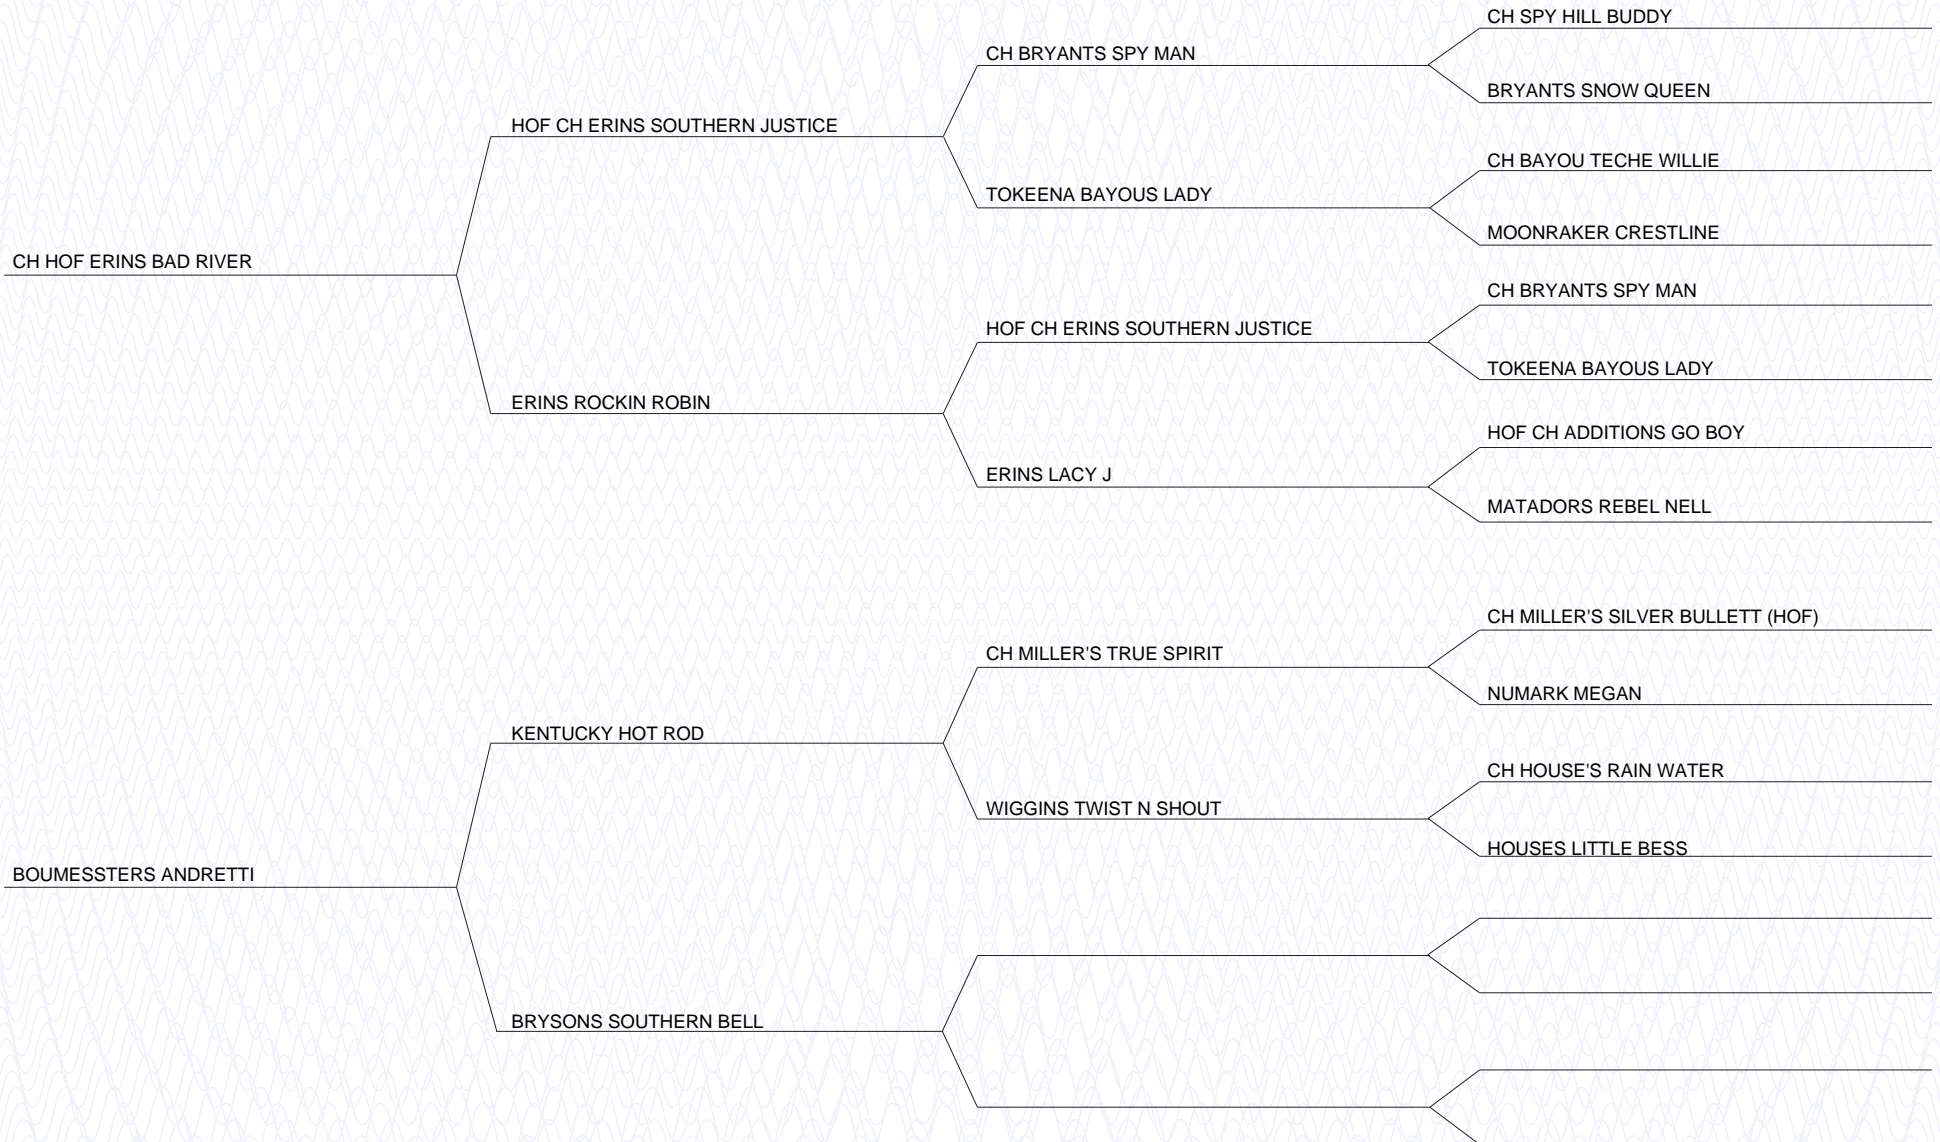 CH SPY HILL BUDDY
CH BRYANTS SPY MAN
BRYANTS SNOW QUEEN
HOF CH ERINS SOUTHERN JUSTICE
CH BAYOU TECHE WILLIE
TOKEENA BAYOUS LADY
MOONRAKER CRESTLINE
CH HOF ERINS BAD RIVER
CH BRYANTS SPY MAN
HOF CH ERINS SOUTHERN JUSTICE
TOKEENA BAYOUS LADY
ERINS ROCKIN ROBIN
HOF CH ADDITIONS GO BOY
ERINS LACY J
MATADORS REBEL NELL
CH MILLER'S SILVER BULLETT (HOF)
CH MILLER'S TRUE SPIRIT
NUMARK MEGAN
KENTUCKY HOT ROD
CH HOUSE'S RAIN WATER
WIGGINS TWIST N SHOUT
HOUSES LITTLE BESS
BOUMESSTERS ANDRETTI
BRYSONS SOUTHERN BELL